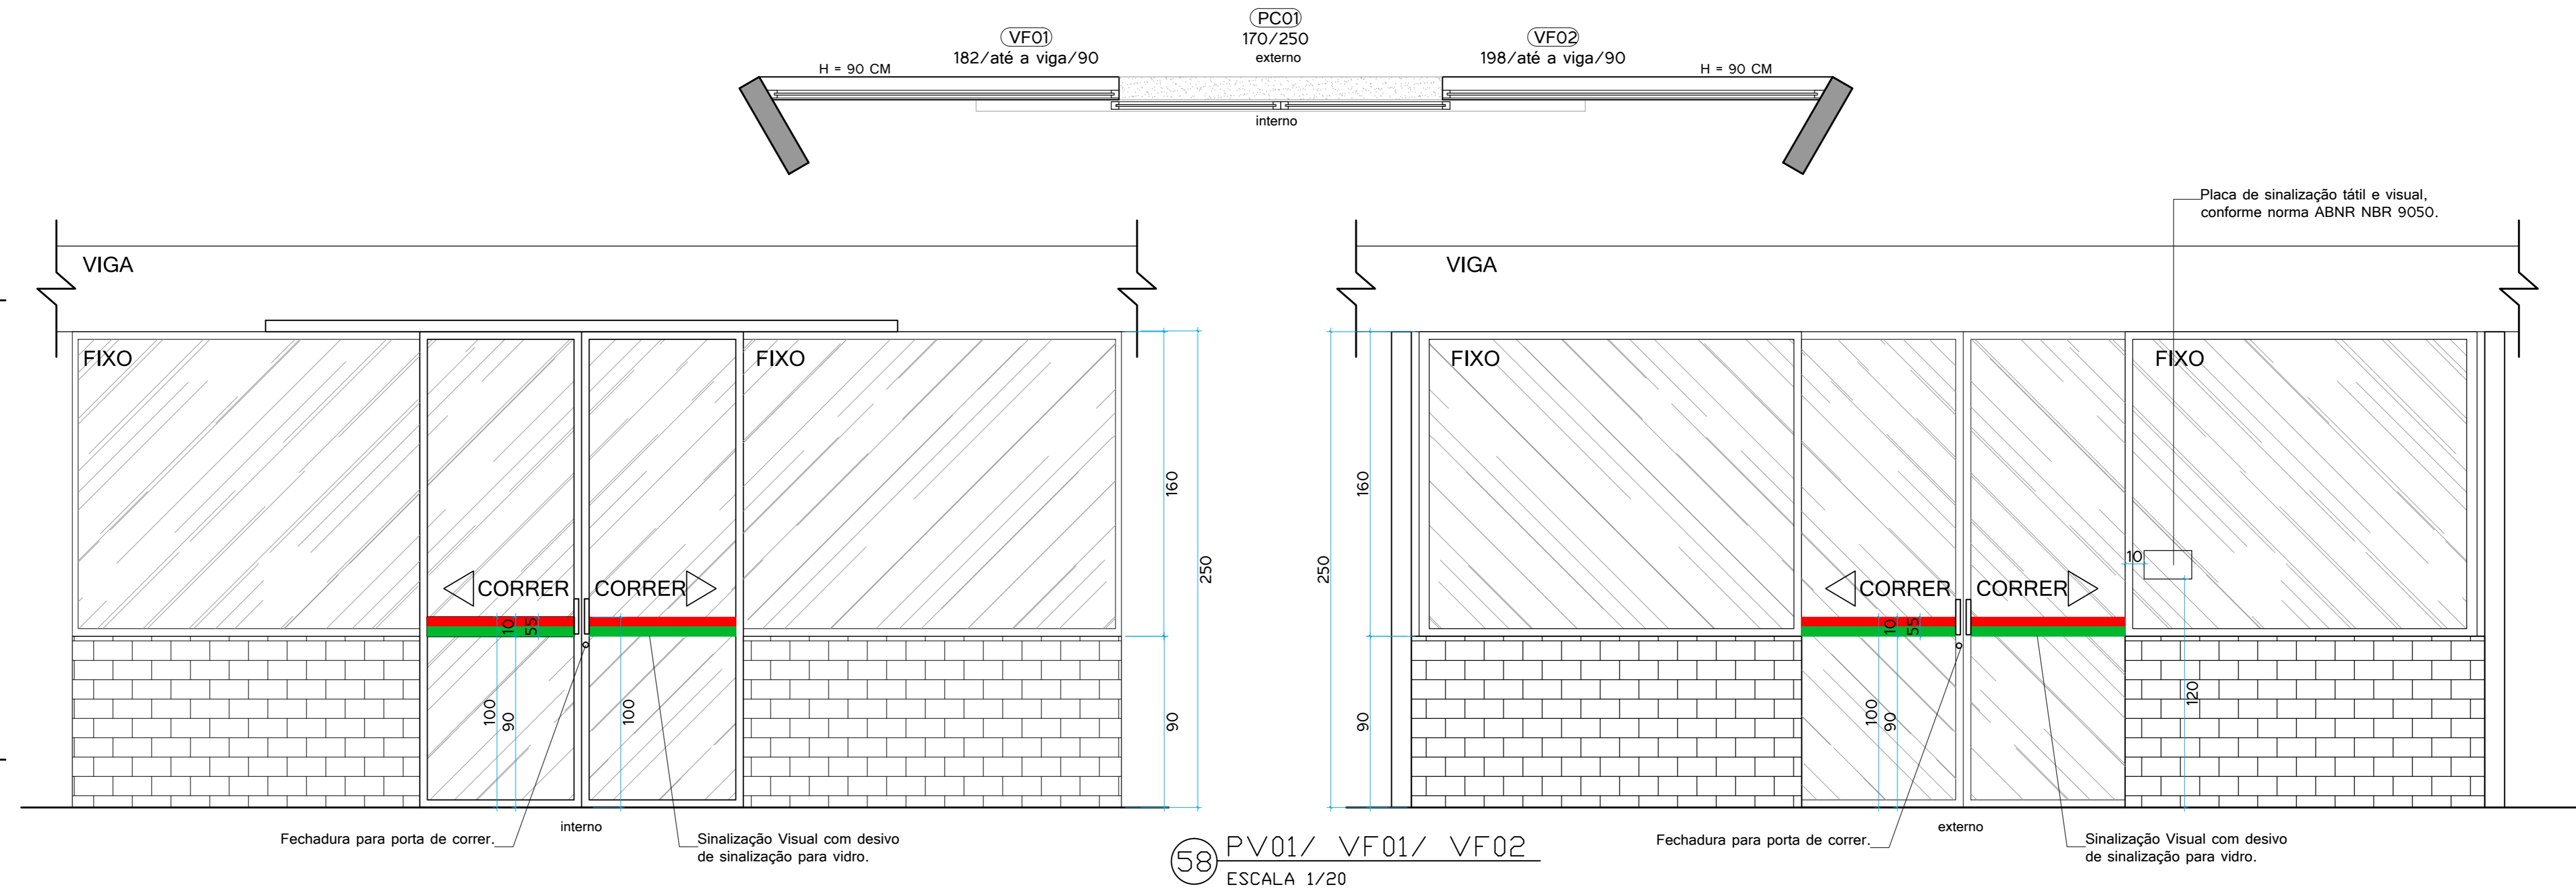 PC01
170/250
externo
VF01
182/até a viga/90
VF02
198/até a viga/90
H = 90 CM
H = 90 CM
interno
Placa de sinalização tátil e visual,
conforme norma ABNR NBR 9050.
VIGA
FIXO
FIXO
CORRER
CORRER
10
55
100
90
100
160
250
90
Fechadura para porta de correr.
interno
Sinalização Visual com desivo
de sinalização para vidro.
VIGA
FIXO
FIXO
CORRER
CORRER
10
55
100
90
10
120
250
160
90
Fechadura para porta de correr.
externo
Sinalização Visual com desivo
de sinalização para vidro.
58
PV01/ VF01/ VF02
ESCALA 1/20